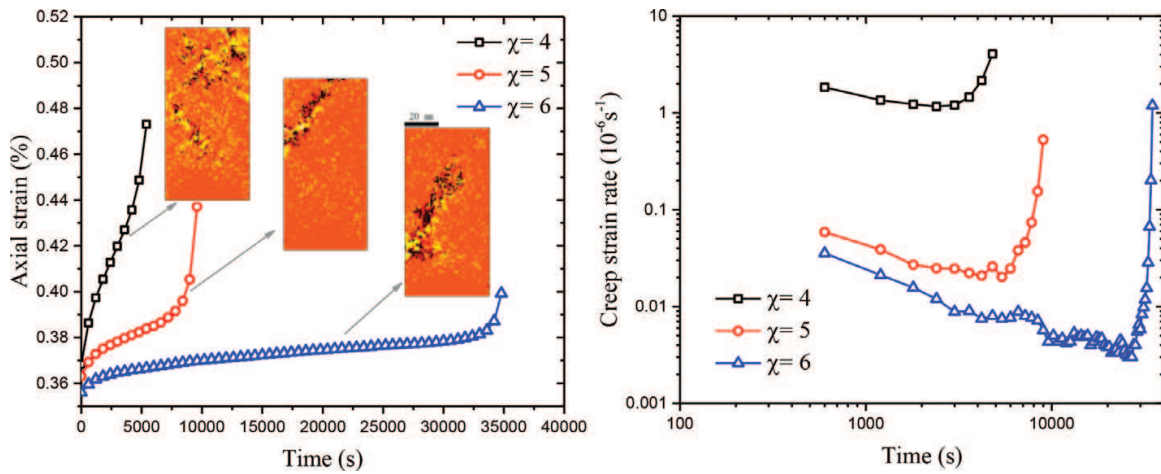 0.52
0.50
0.48
0.46
0.44
0.42
0.40
0.38
0.36
Axial strain (%)
0
5000
10000
15000
20000
25000
30000
35000
40000
Time (s)
χ= 4
χ= 5
χ= 6
20
10
1
0.1
0.01
0.001
Creep strain rate (10⁻⁶s⁻¹)
χ= 4
χ= 5
χ= 6
100
1000
10000
Time (s)